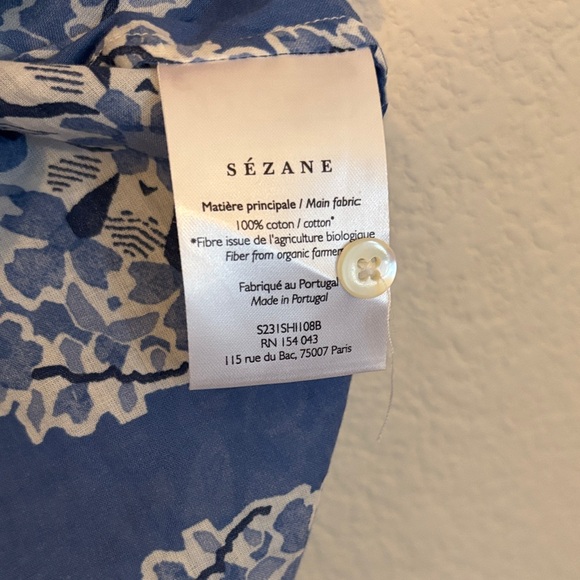 SÉZANE
Matière principale / Main fabric:
100% coton / cotton*
*Fibre issue de l'agriculture biologique
Fiber from organic
Fabriqué au Portugal
Made in Portugal
S231SHI108B
RN 154 043
115 rue du Bac, 75007 Paris